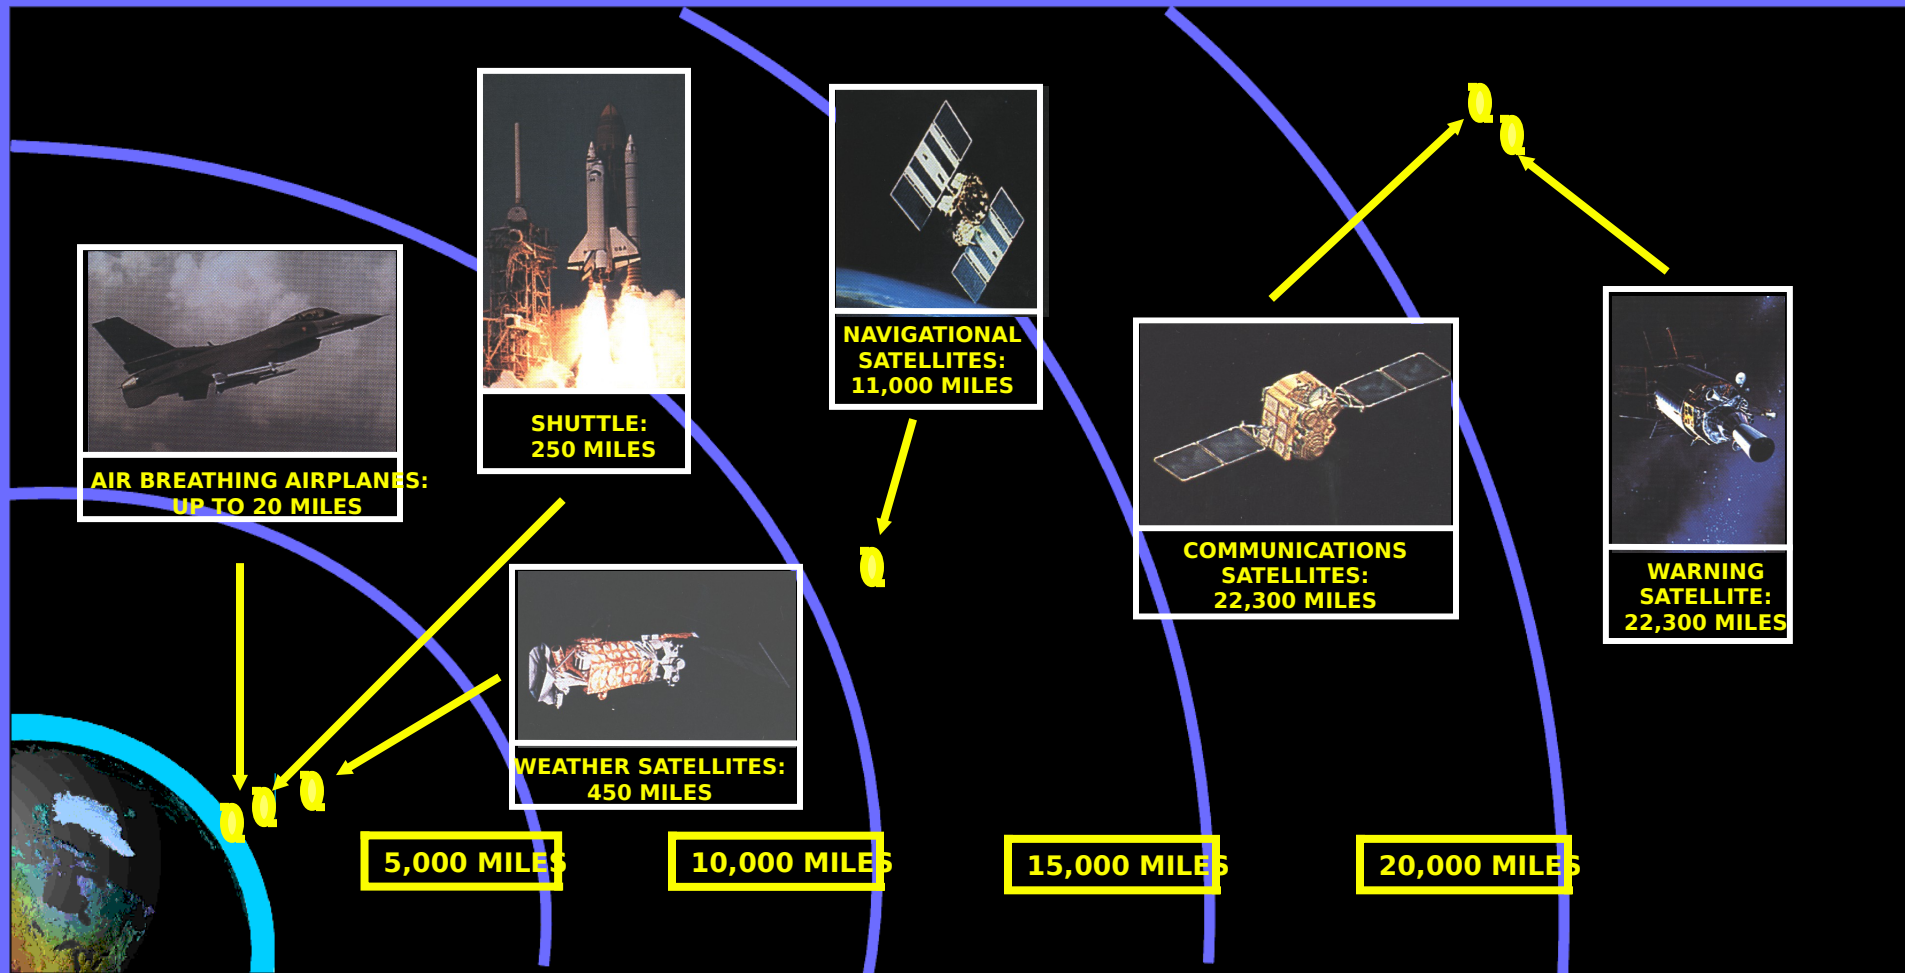 AIR BREATHING AIRPLANES:
UP TO 20 MILES
SHUTTLE:
250 MILES
NAVIGATIONAL
SATELLITES:
11,000 MILES
COMMUNICATIONS
SATELLITES:
22,300 MILES
WARNING
SATELLITE:
22,300 MILES
WEATHER SATELLITES:
450 MILES
5,000 MILES
10,000 MILES
15,000 MILES
20,000 MILES